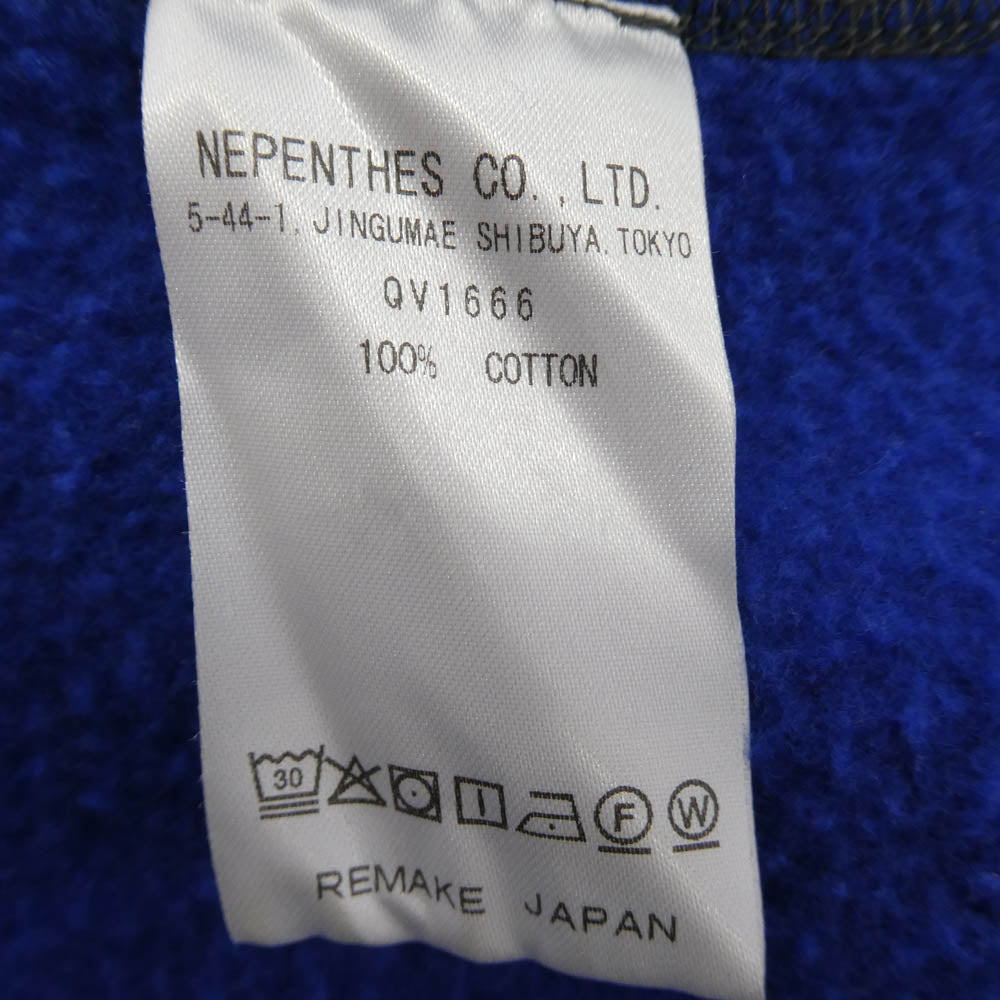 NEPENTHES CO.,LTD.
5-44-1, JINGUMAE SHIBUYA, TOKYO
QV1666
100% COTTON
30 F W
REMAKE JAPAN